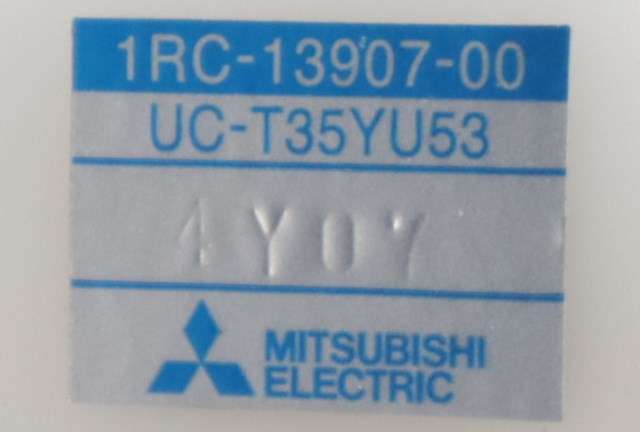 1RC-13907-00
UC-T35YU53
4Y07
MITSUBISHI
ELECTRIC